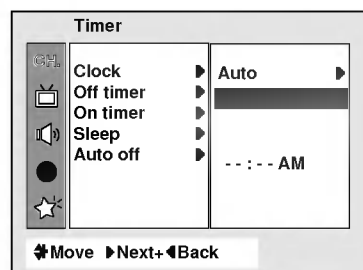 Timer
CH.
Clock
Off timer
On timer
Sleep
Auto off
Auto
--:-- AM
Move Next+ Back